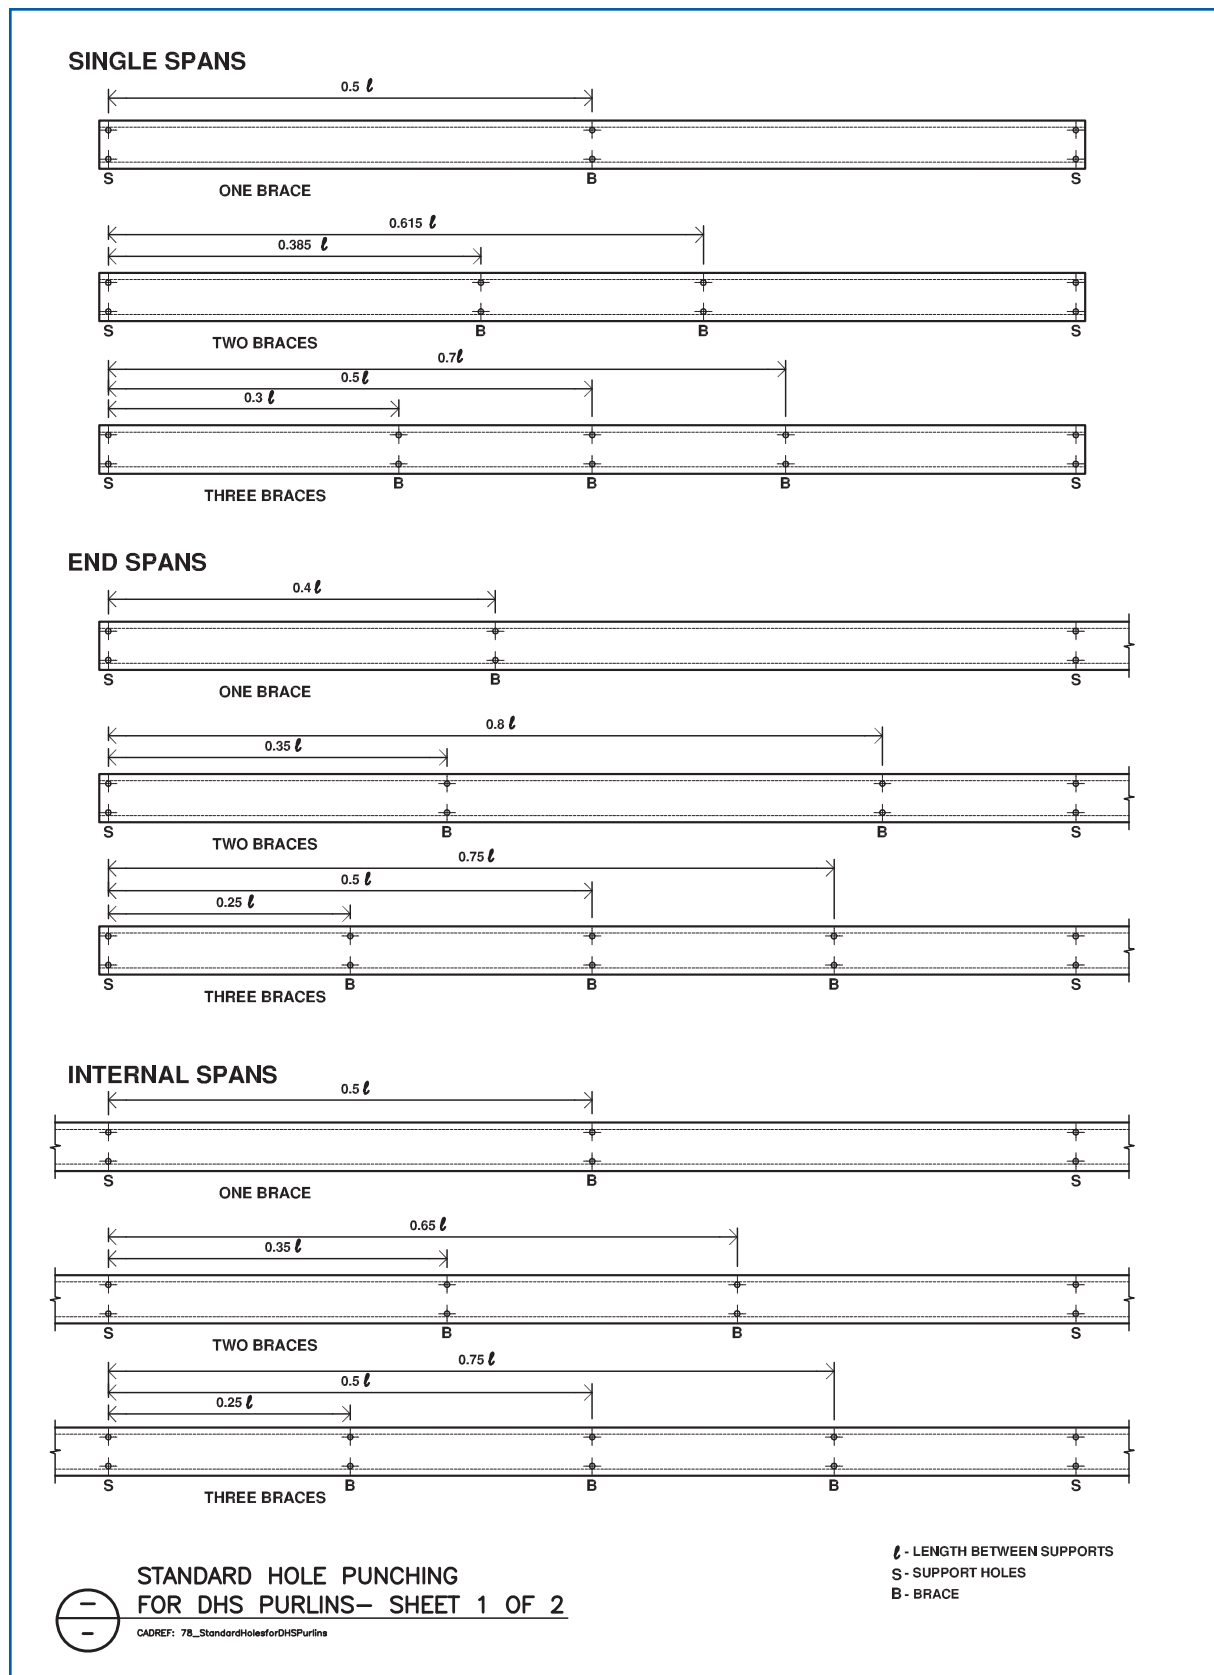 SINGLE SPANS
0.5 ℓ
S B S
ONE BRACE
0.615 ℓ
0.385 ℓ
S B B S
TWO BRACES
0.7ℓ
0.5ℓ
0.3 ℓ
S B B B S
THREE BRACES
END SPANS
0.4 ℓ
S B S
ONE BRACE
0.8 ℓ
0.35 ℓ
S B B S
TWO BRACES
0.75 ℓ
0.5 ℓ
0.25 ℓ
S B B B S
THREE BRACES
INTERNAL SPANS
0.5 ℓ
S B S
ONE BRACE
0.65 ℓ
0.35 ℓ
S B B S
TWO BRACES
0.75 ℓ
0.5 ℓ
0.25 ℓ
S B B B S
THREE BRACES
ℓ - LENGTH BETWEEN SUPPORTS
S - SUPPORT HOLES
B - BRACE
STANDARD HOLE PUNCHING
FOR DHS PURLINS– SHEET 1 OF 2
CADREF: 78_StandardHolesforDHSPurlins